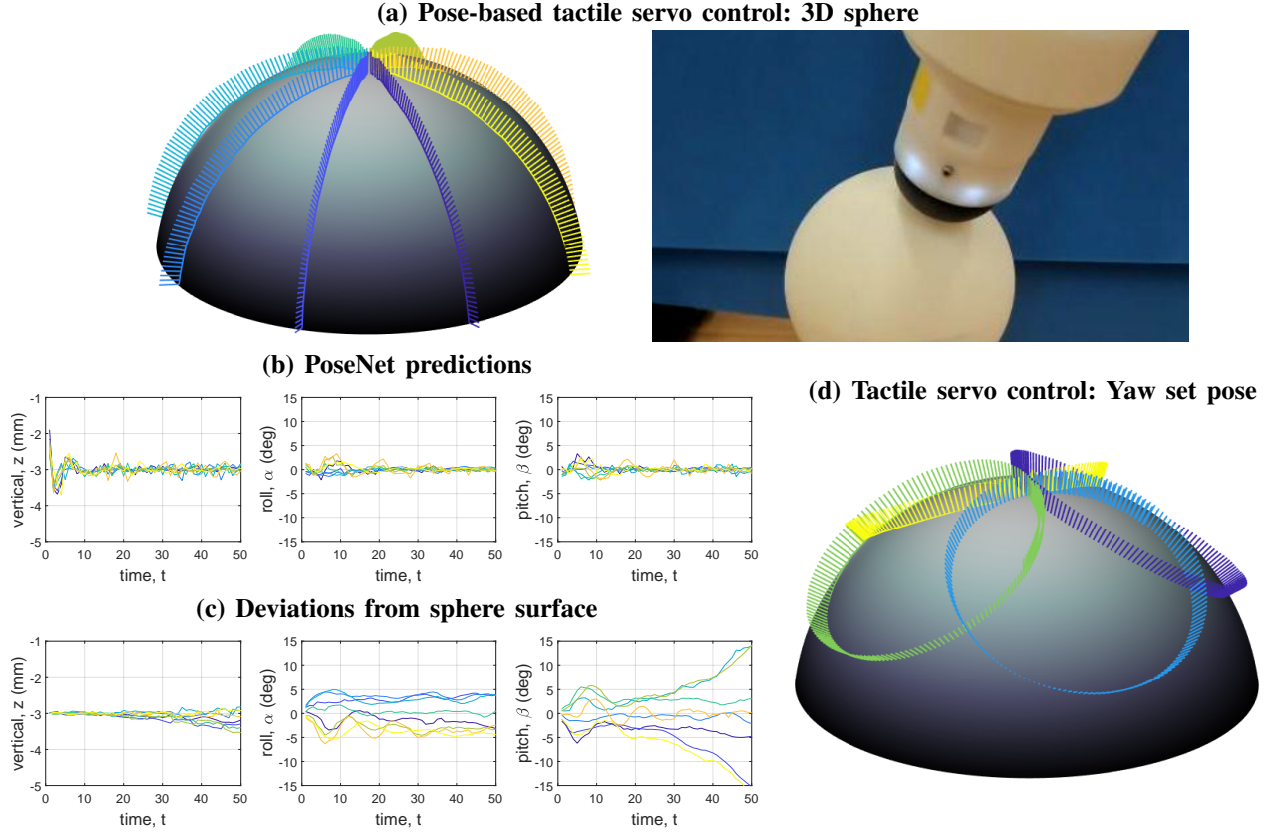 (a) Pose-based tactile servo control: 3D sphere
(b) PoseNet predictions
-1
-2
-3
-4
-5
vertical, z (mm)
0 10 20 30 40 50
time, t
15
10
5
0
-5
-10
-15
roll, α (deg)
0 10 20 30 40 50
time, t
15
10
5
0
-5
-10
-15
pitch, β (deg)
0 10 20 30 40 50
time, t
(c) Deviations from sphere surface
-1
-2
-3
-4
-5
vertical, z (mm)
0 10 20 30 40 50
time, t
15
10
5
0
-5
-10
-15
roll, α (deg)
0 10 20 30 40 50
time, t
15
10
5
0
-5
-10
-15
pitch, β (deg)
0 10 20 30 40 50
time, t
(d) Tactile servo control: Yaw set pose